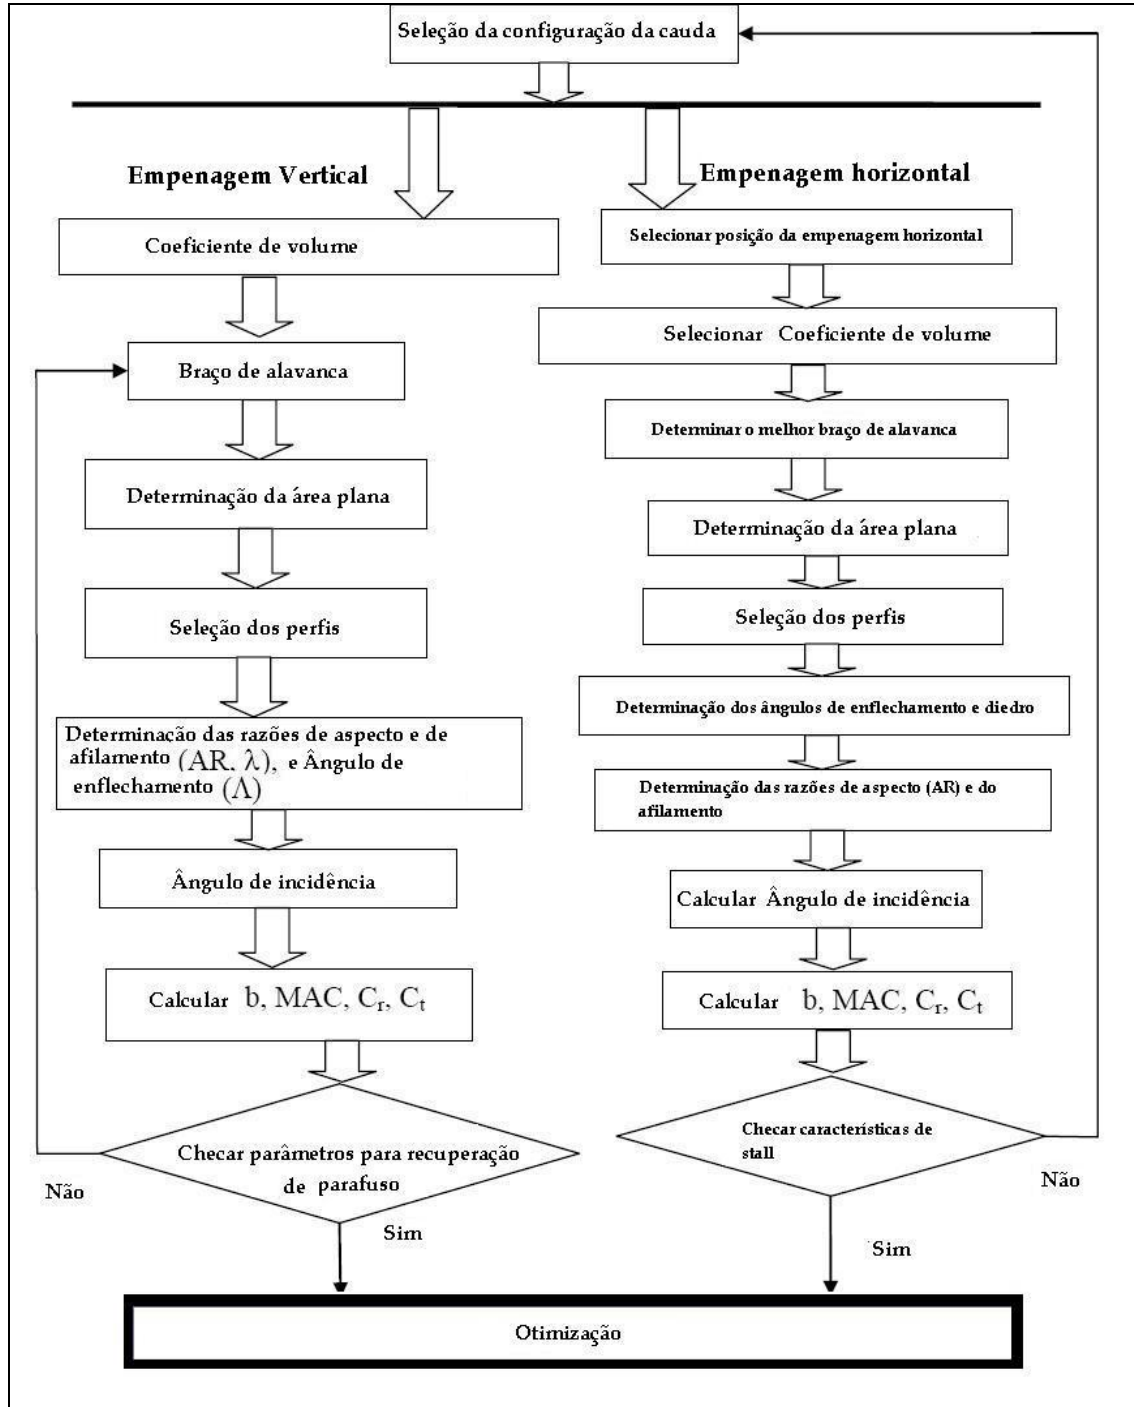 Seleção da configuração da cauda
Empenagem Vertical
Coeficiente de volume
Braço de alavanca
Determinação da área plana
Seleção dos perfis
Determinação das razões de aspecto e de
afilamento (AR, λ), e Ângulo de
enflechamento (Λ)
Ângulo de incidência
Calcular b, MAC, Cr, Ct
Checar parâmetros para recuperação
de parafuso
Não
Sim
Empenagem horizontal
Selecionar posição da empenagem horizontal
Selecionar Coeficiente de volume
Determinar o melhor braço de alavanca
Determinação da área plana
Seleção dos perfis
Determinação dos ângulos de enflechamento e diedro
Determinação das razões de aspecto (AR) e do
afilamento
Calcular Ângulo de incidência
Calcular b, MAC, Cr, Ct
Checar características de
stall
Não
Sim
Otimização